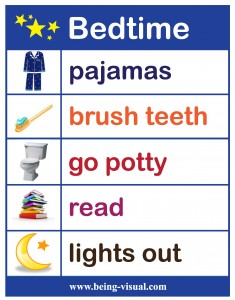 Bedtime
pajamas
brush teeth
go potty
read
lights out
www.being-visual.com